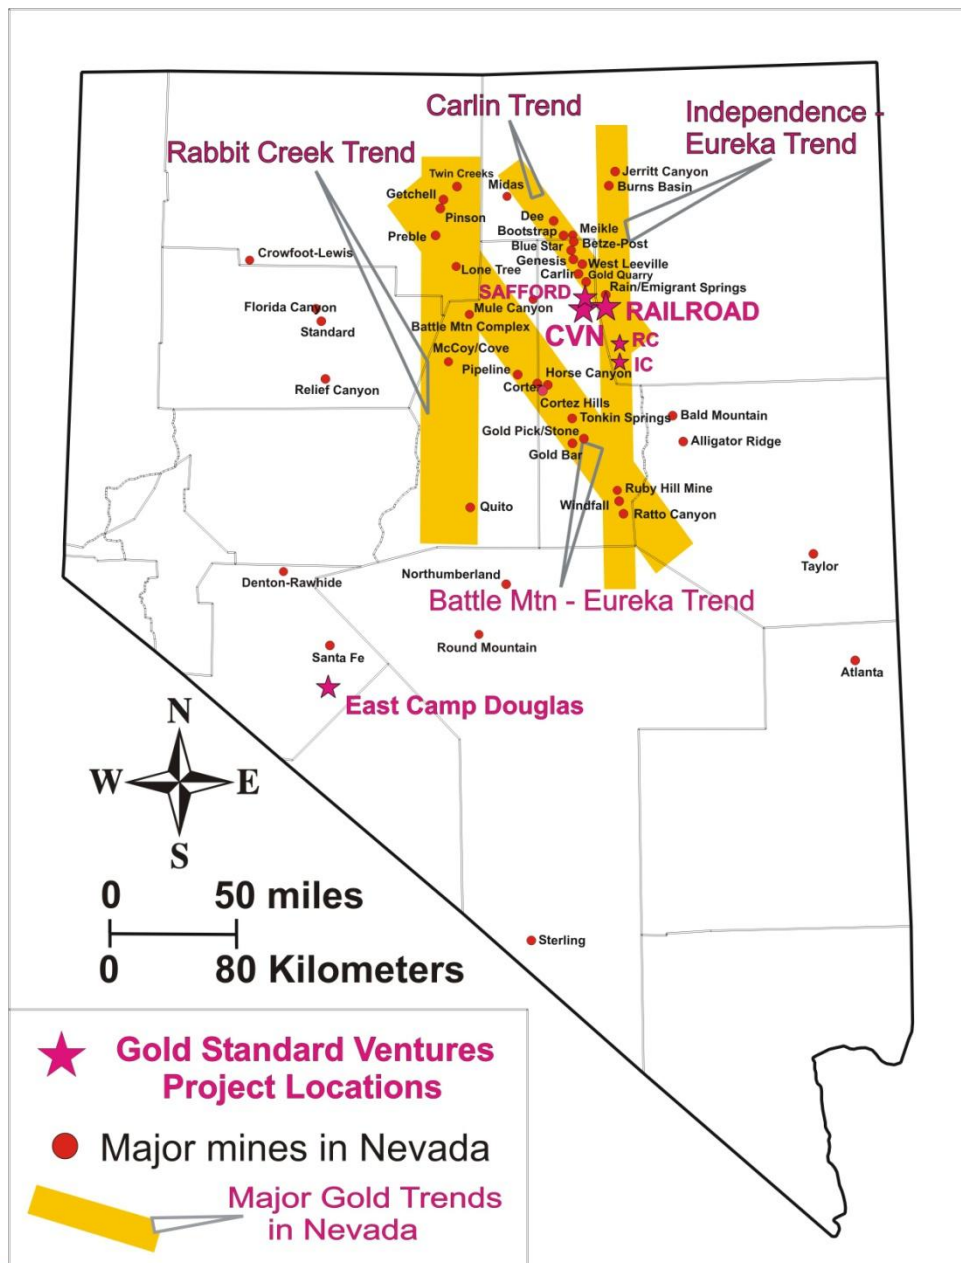 Carlin Trend
Independence -
Eureka Trend
Rabbit Creek Trend
Twin Creeks
Midas
Jerritt Canyon
Burns Basin
Getchell
Pinson
Dee
Preble
Bootstrap
Meikle
Blue Star
Betze-Post
Crowfoot-Lewis
Genesis
West Leeville
Lone Tree
Carlin
Gold Quarry
SAFFORD
Rain/Emigrant Springs
Florida Canyon
Mule Canyon
RAILROAD
Standard
Battle Mtn Complex
CVN
RC
McCoy/Cove
IC
Pipeline
Horse Canyon
Relief Canyon
Cortez
Cortez Hills
Tonkin Springs
Bald Mountain
Gold Pick/Stone
Alligator Ridge
Gold Bar
Ruby Hill Mine
Quito
Windfall
Ratto Canyon
Taylor
Denton-Rawhide
Northumberland
Battle Mtn - Eureka Trend
Round Mountain
Santa Fe
Atlanta
East Camp Douglas
N
W
E
S
0 50 miles
0 80 Kilometers
Sterling
Gold Standard Ventures
Project Locations
Major mines in Nevada
Major Gold Trends
in Nevada